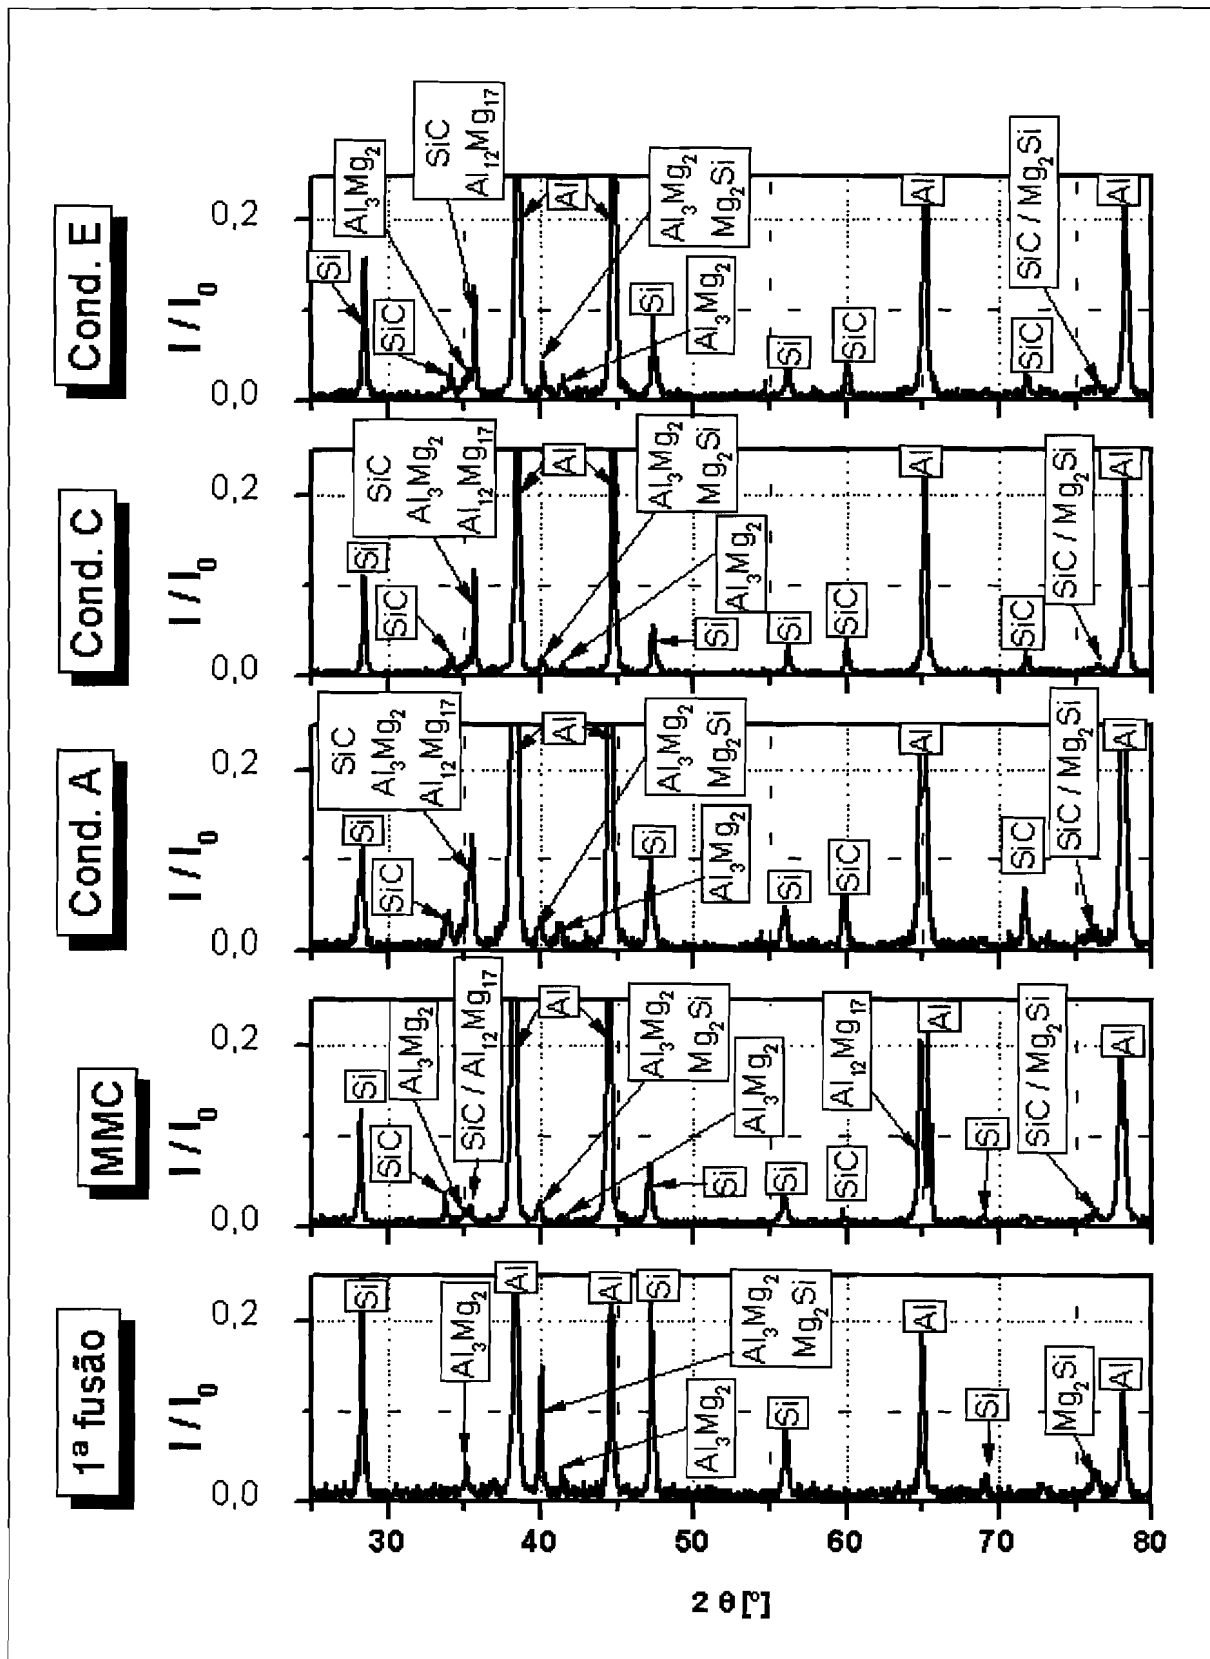 Cond. E
I / I0
0,2
0,0
Si
Al3Mg2
SiC
SiC
Al12Mg17
Al
Al3Mg2
Mg2Si
Al3Mg2
Si
Si
SiC
Al
SiC
SiC / Mg2Si
Al
Cond. C
I / I0
0,2
0,0
Si
SiC
SiC
Al3Mg2
Al12Mg17
Al
Al3Mg2
Mg2Si
Al3Mg2
Si
Si
SiC
Al
SiC
SiC / Mg2Si
Al
Cond. A
I / I0
0,2
0,0
Si
SiC
SiC
Al3Mg2
Al12Mg17
Al
Al3Mg2
Mg2Si
Al3Mg2
Si
Si
SiC
Al
SiC
SiC / Mg2Si
Al
MMC
I / I0
0,2
0,0
Si
SiC
Al3Mg2
SiC / Al12Mg17
Al
Al3Mg2
Mg2Si
Al3Mg2
Si
Si
SiC
Al12Mg17
Al
Si
SiC / Mg2Si
Al
1ª fusão
I / I0
0,2
0,0
Si
Al3Mg2
Al
Al3Mg2
Mg2Si
Al3Mg2
Al
Si
Si
Al
Si
Mg2Si
Al
30 40 50 60 70 80
2 θ [°]